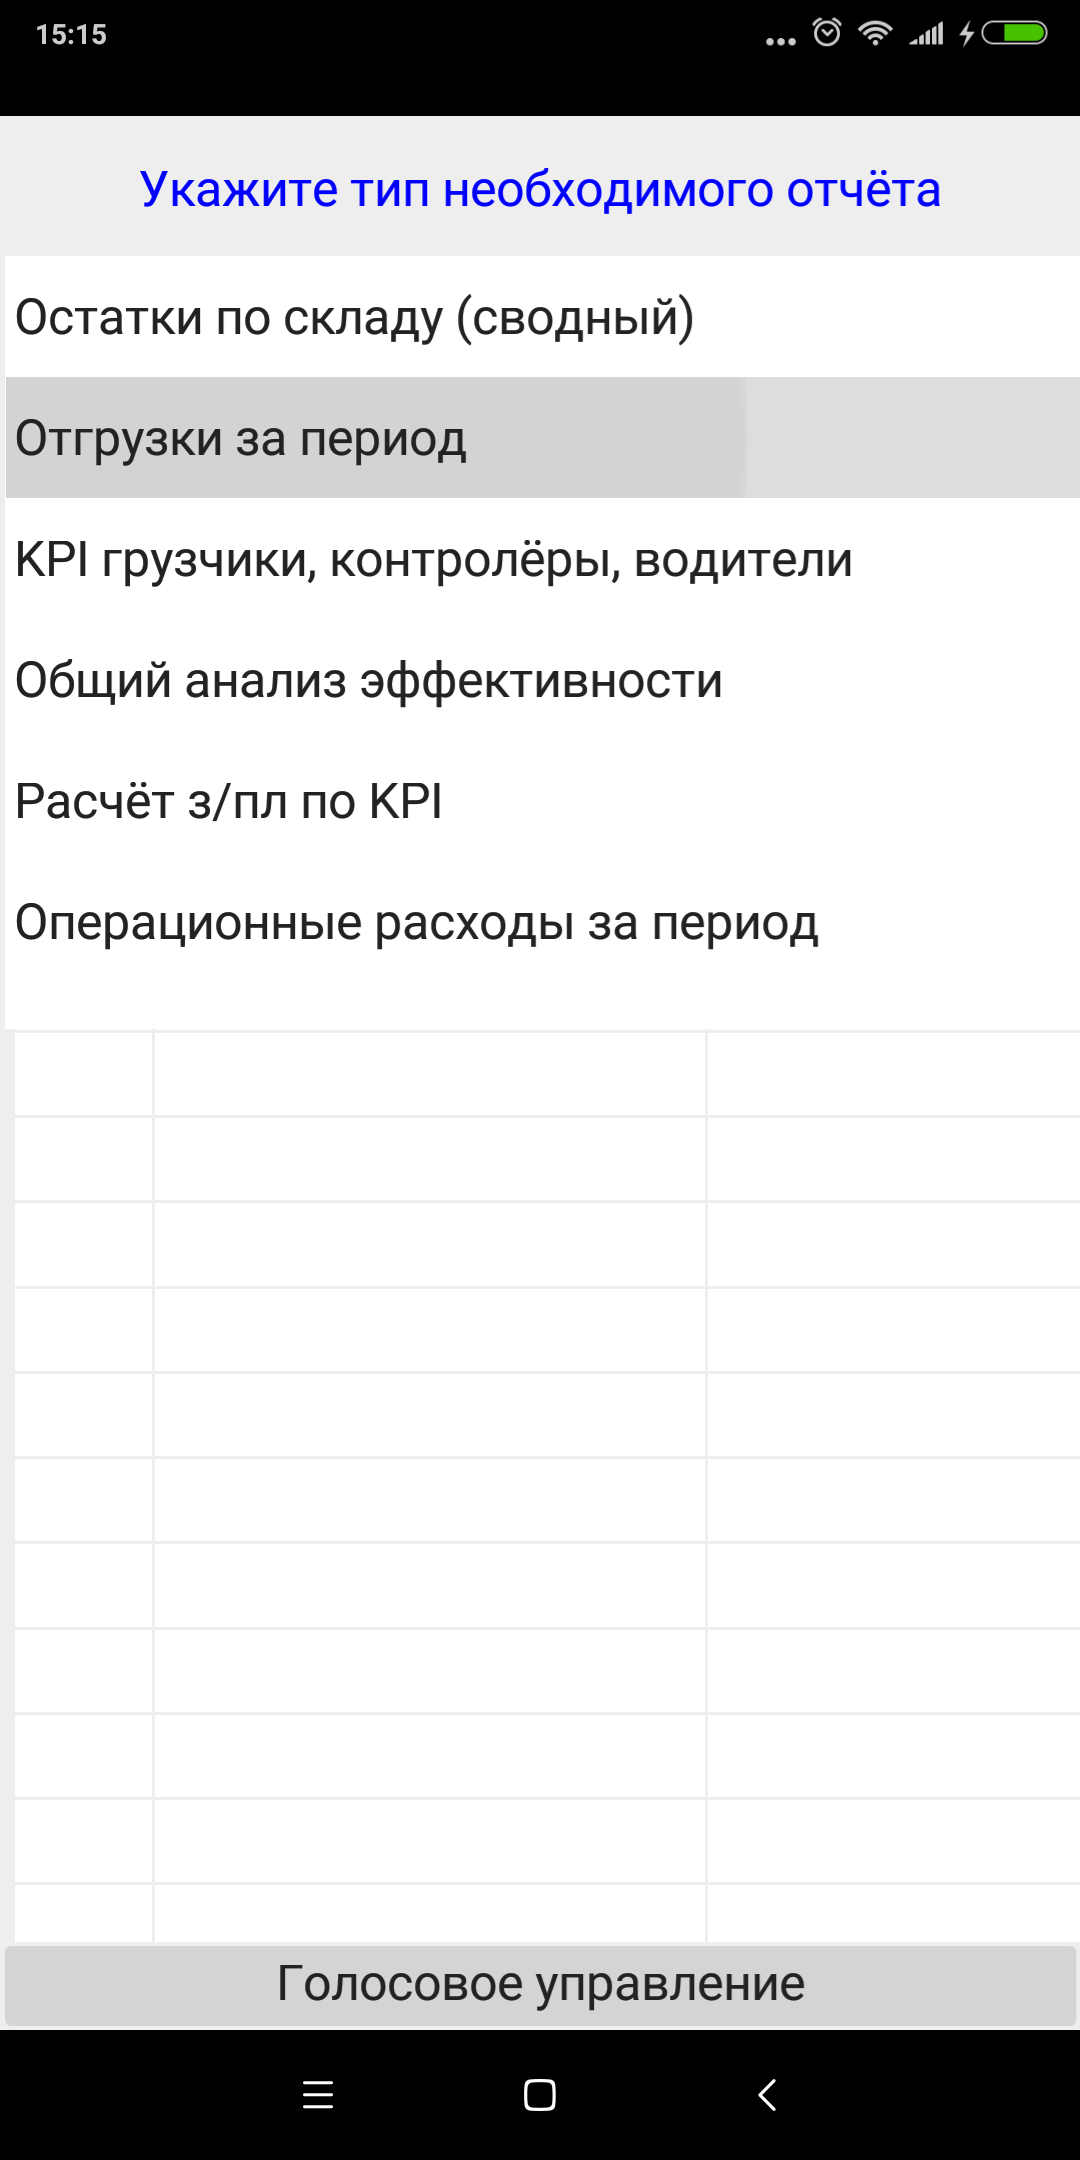 15:15
Укажите тип необходимого отчёта
Остатки по складу (сводный)
Отгрузки за период
KPI грузчики, контролёры, водители
Общий анализ эффективности
Расчёт з/пл по KPI
Операционные расходы за период
Голосовое управление